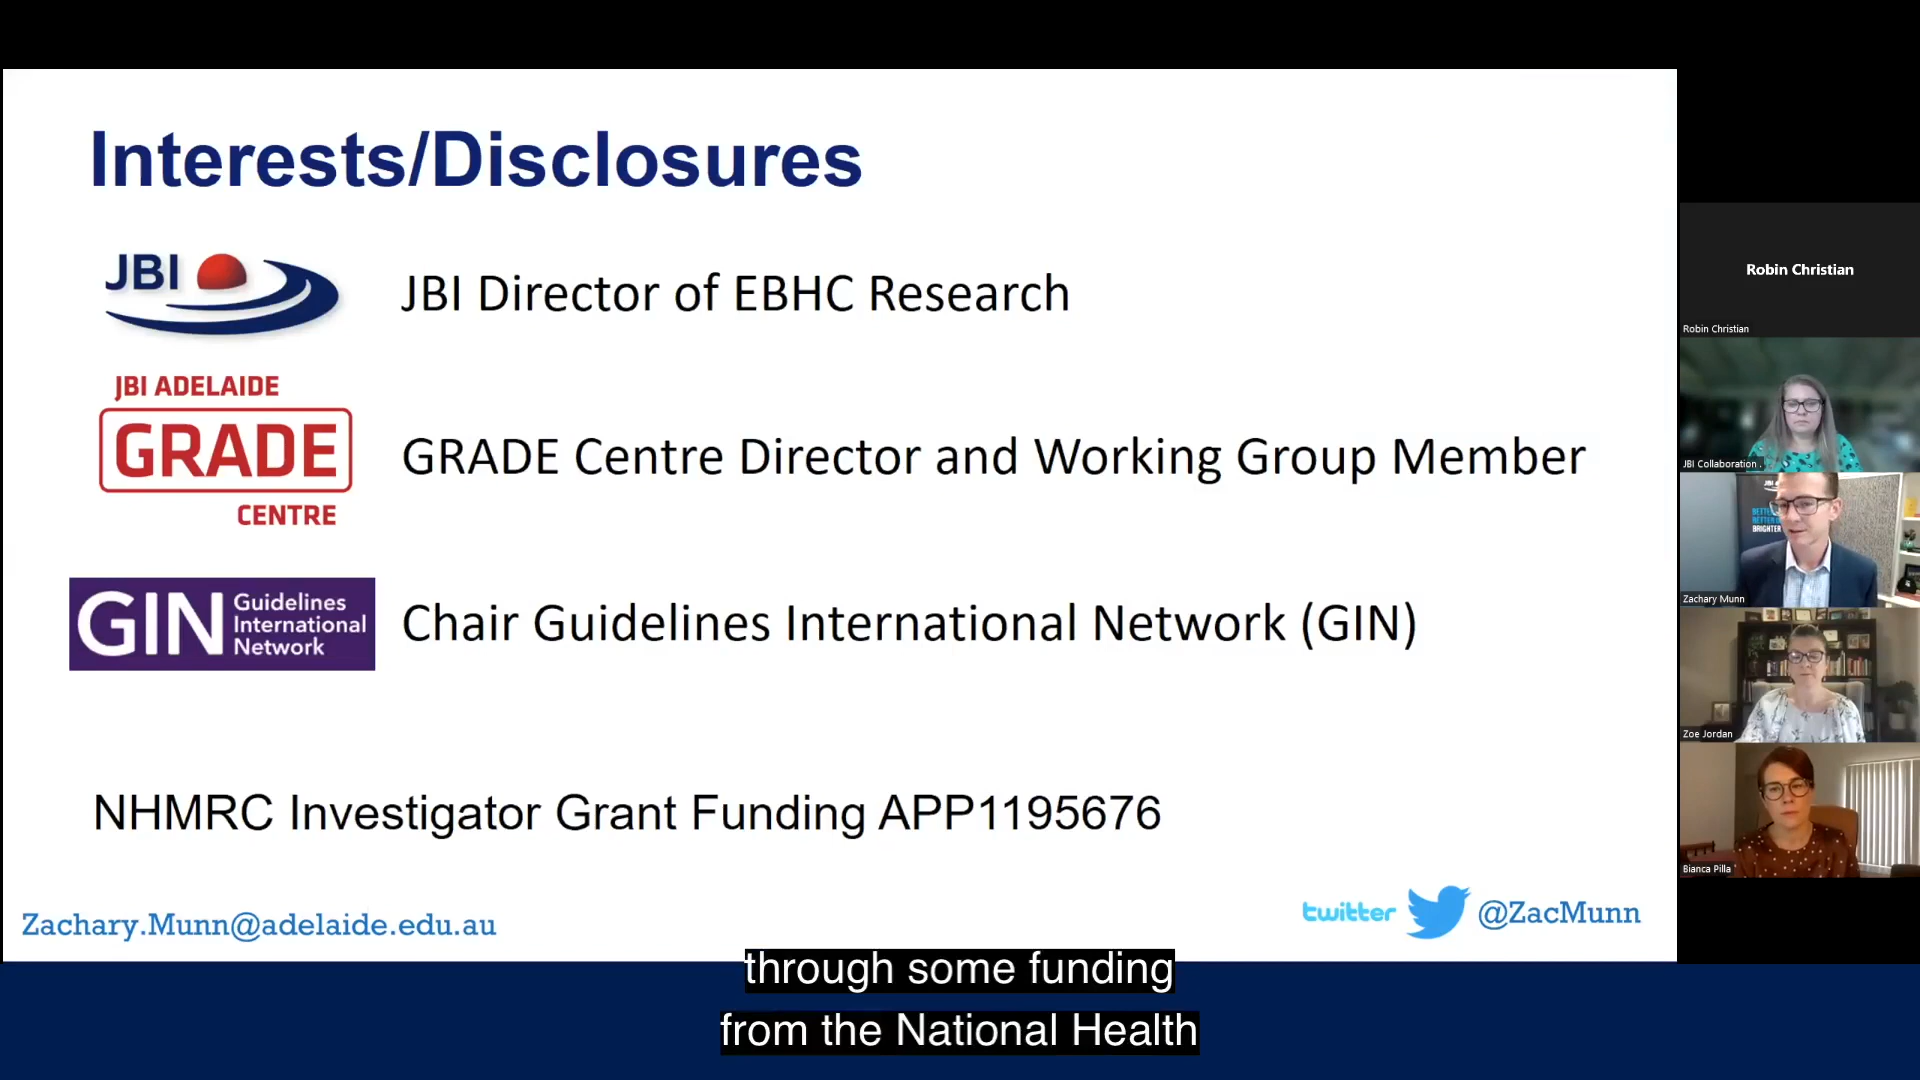 Interests/Disclosures
JBI
JBI Director of EBHC Research
JBI ADELAIDE
GRADE
CENTRE
GRADE Centre Director and Working Group Member
GIN
Guidelines
International
Network
Chair Guidelines International Network (GIN)
NHMRC Investigator Grant Funding APP1195676
Zachary.Munn@adelaide.edu.au
twitter
@ZacMunn
through some funding
from the National Health
Robin Christian
Robin Christian
JBI Collaboration .
JBI
BRIGHTER
Zachary Munn
Zoe Jordan
Bianca Pilla